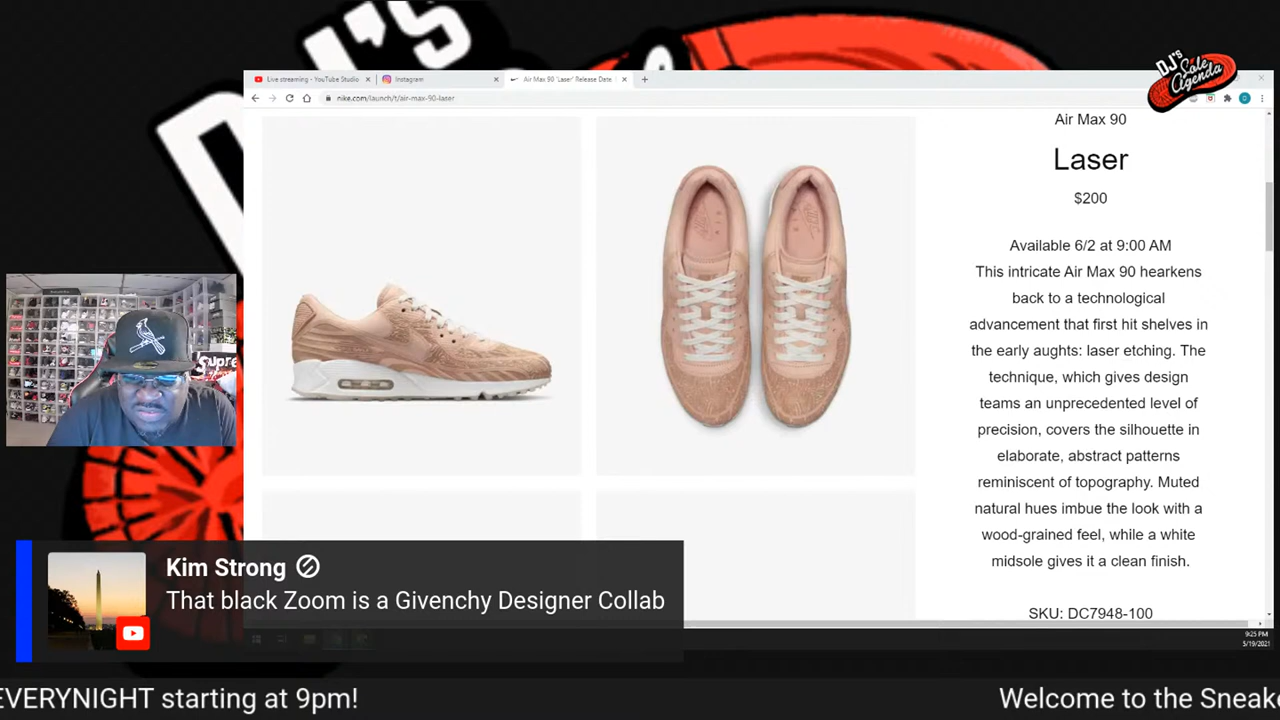 DJ'S
Live streaming - YouTube Studio
Instagram
Air Max 90 'Laser' Release Date
nike.com/launch/t/air-max-90-laser
DJ's
Sole
Agenda
Air Max 90
Laser
$200
Available 6/2 at 9:00 AM
This intricate Air Max 90 hearkens
back to a technological
advancement that first hit shelves in
the early aughts: laser etching. The
technique, which gives design
teams an unprecedented level of
precision, covers the silhouette in
elaborate, abstract patterns
reminiscent of topography. Muted
natural hues imbue the look with a
wood-grained feel, while a white
midsole gives it a clean finish.
SKU: DC7948-100
Supreme
Kim Strong
That black Zoom is a Givenchy Designer Collab
9:25 PM
5/19/2021
EVERYNIGHT starting at 9pm!
Welcome to the Sneake